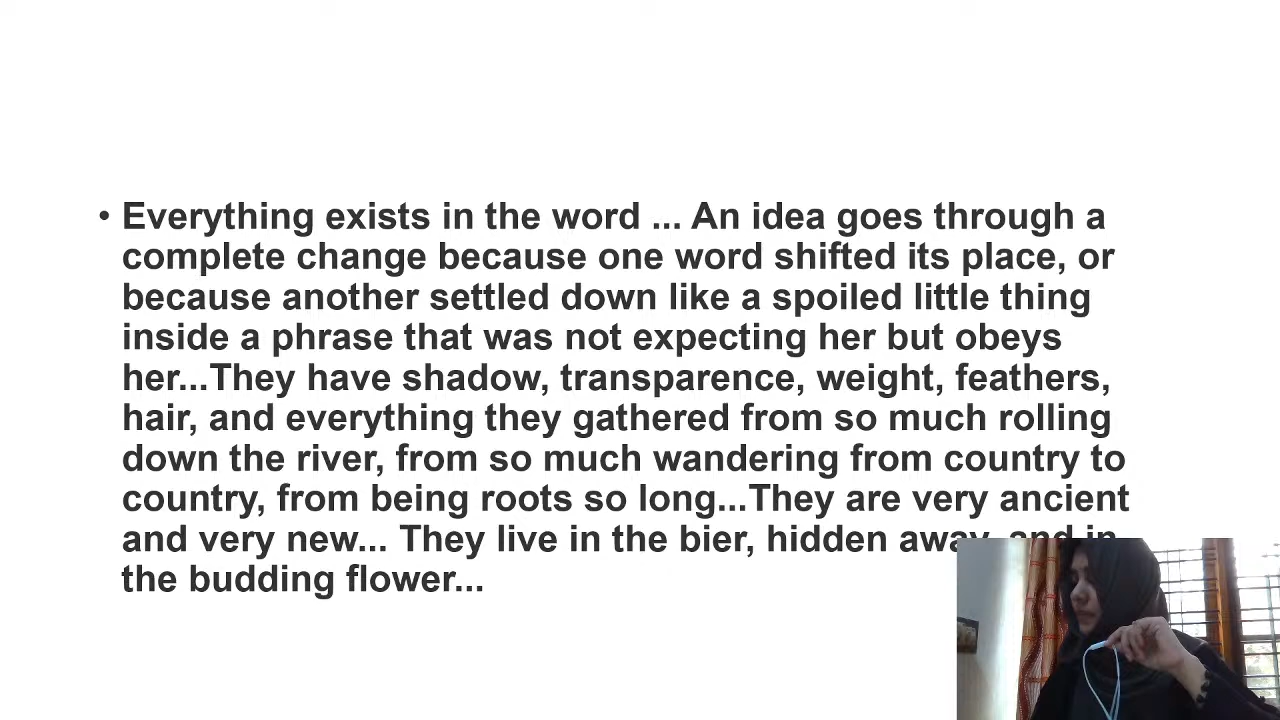 • Everything exists in the word ... An idea goes through a
complete change because one word shifted its place, or
because another settled down like a spoiled little thing
inside a phrase that was not expecting her but obeys
her...They have shadow, transparence, weight, feathers,
hair, and everything they gathered from so much rolling
down the river, from so much wandering from country to
country, from being roots so long...They are very ancient
and very new... They live in the bier, hidden away, and in
the budding flower...